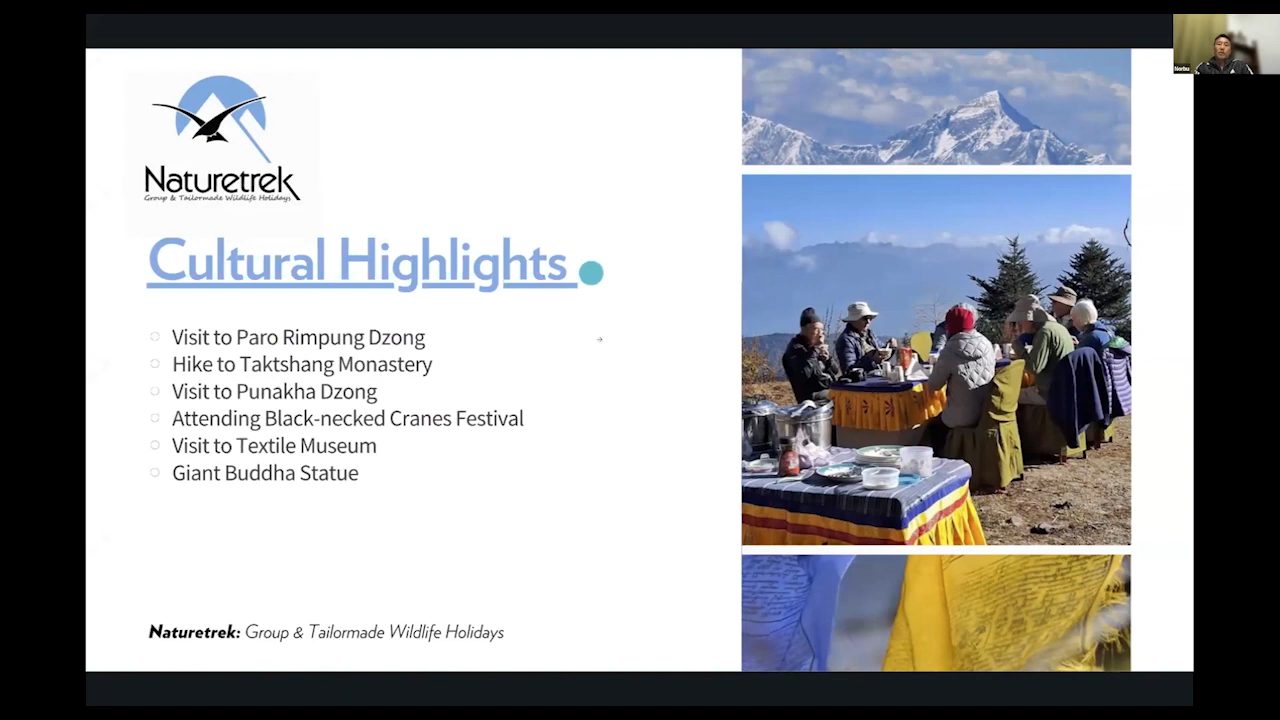 Norbu
Naturetrek
Group & Tailormade Wildlife Holidays
Cultural Highlights
Visit to Paro Rimpung Dzong
Hike to Taktshang Monastery
Visit to Punakha Dzong
Attending Black-necked Cranes Festival
Visit to Textile Museum
Giant Buddha Statue
Naturetrek: Group & Tailormade Wildlife Holidays